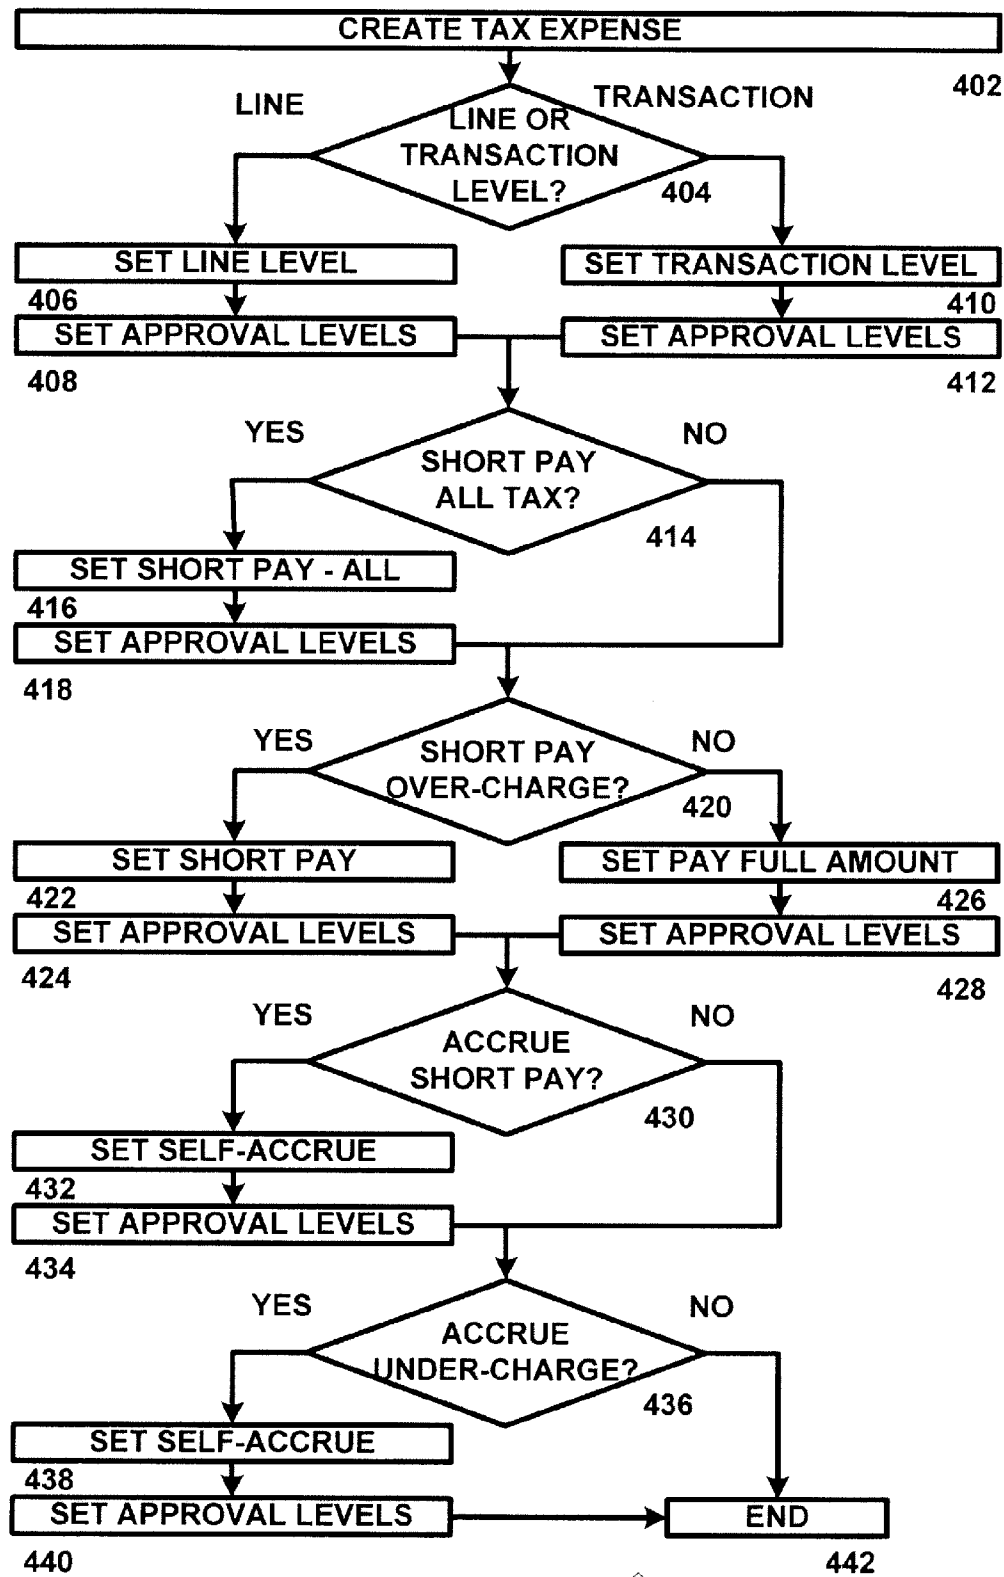 CREATE TAX EXPENSE
402
LINE
TRANSACTION
LINE OR
TRANSACTION
LEVEL?
404
SET LINE LEVEL
SET TRANSACTION LEVEL
406
410
SET APPROVAL LEVELS
SET APPROVAL LEVELS
408
412
YES
NO
SHORT PAY
ALL TAX?
414
SET SHORT PAY - ALL
416
SET APPROVAL LEVELS
418
YES
NO
SHORT PAY
OVER-CHARGE?
420
SET SHORT PAY
SET PAY FULL AMOUNT
422
426
SET APPROVAL LEVELS
SET APPROVAL LEVELS
424
428
YES
NO
ACCRUE
SHORT PAY?
430
SET SELF-ACCRUE
432
SET APPROVAL LEVELS
434
YES
NO
ACCRUE
UNDER-CHARGE?
436
SET SELF-ACCRUE
438
SET APPROVAL LEVELS
END
440
442